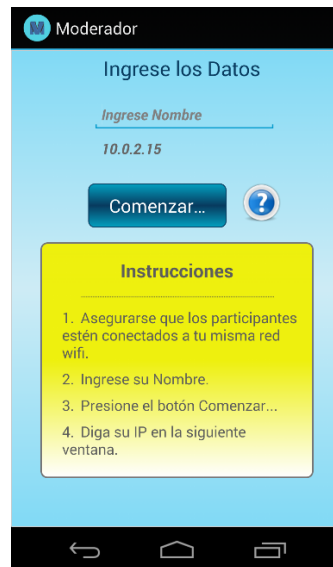 M Moderador
Ingrese los Datos
Ingrese Nombre
10.0.2.15
Comenzar...
?
Instrucciones
1. Asegurarse que los participantes
estén conectados a tu misma red
wifi.
2. Ingrese su Nombre.
3. Presione el botón Comenzar...
4. Diga su IP en la siguiente
ventana.